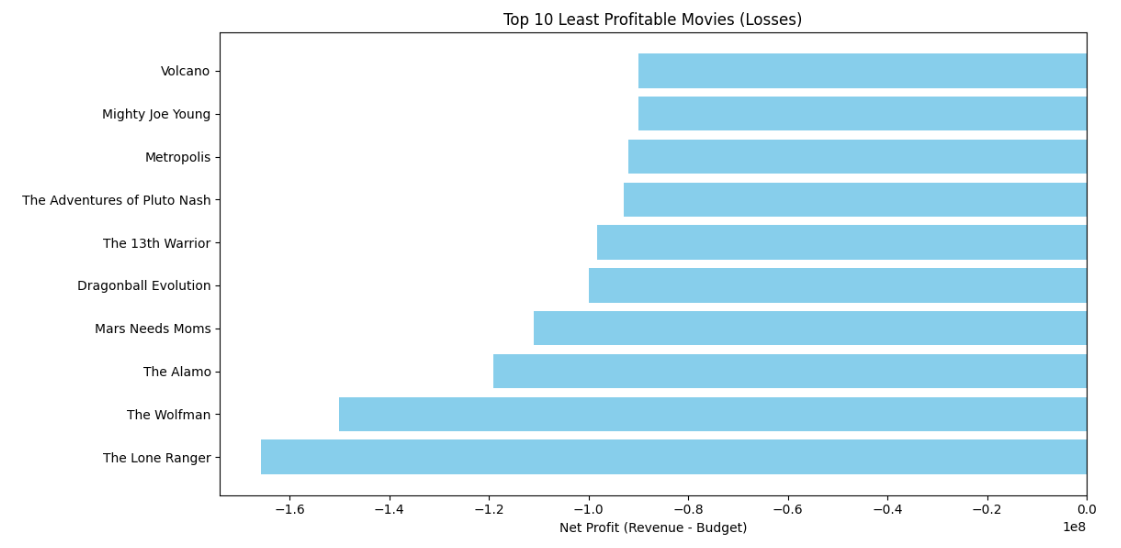 Top 10 Least Profitable Movies (Losses)
Volcano
Mighty Joe Young
Metropolis
The Adventures of Pluto Nash
The 13th Warrior
Dragonball Evolution
Mars Needs Moms
The Alamo
The Wolfman
The Lone Ranger
−1.6 −1.4 −1.2 −1.0 −0.8 −0.6 −0.4 −0.2 0.0
Net Profit (Revenue - Budget)
1e8